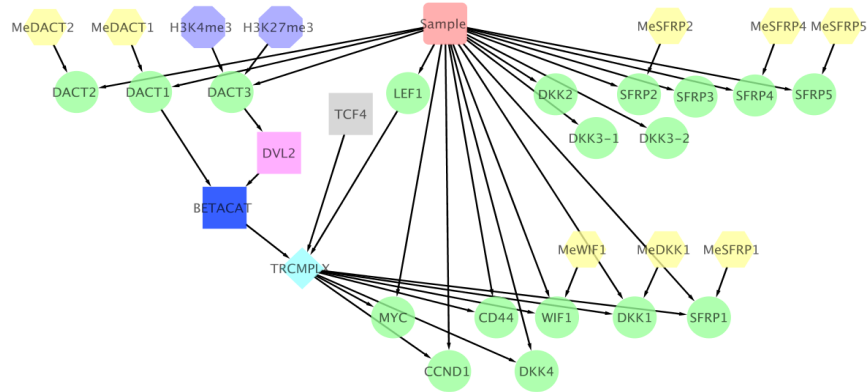 MeDACT2
MeDACT1
H3K4me3
H3K27me3
Sample
MeSFRP2
MeSFRP4
MeSFRP5
DACT2
DACT1
DACT3
LEF1
DKK2
SFRP2
SFRP3
SFRP4
SFRP5
TCF4
DKK3-1
DKK3-2
DVL2
BETACAT
MeWIF1
MeDKK1
MeSFRP1
TRCMPLX
MYC
CD44
WIF1
DKK1
SFRP1
CCND1
DKK4